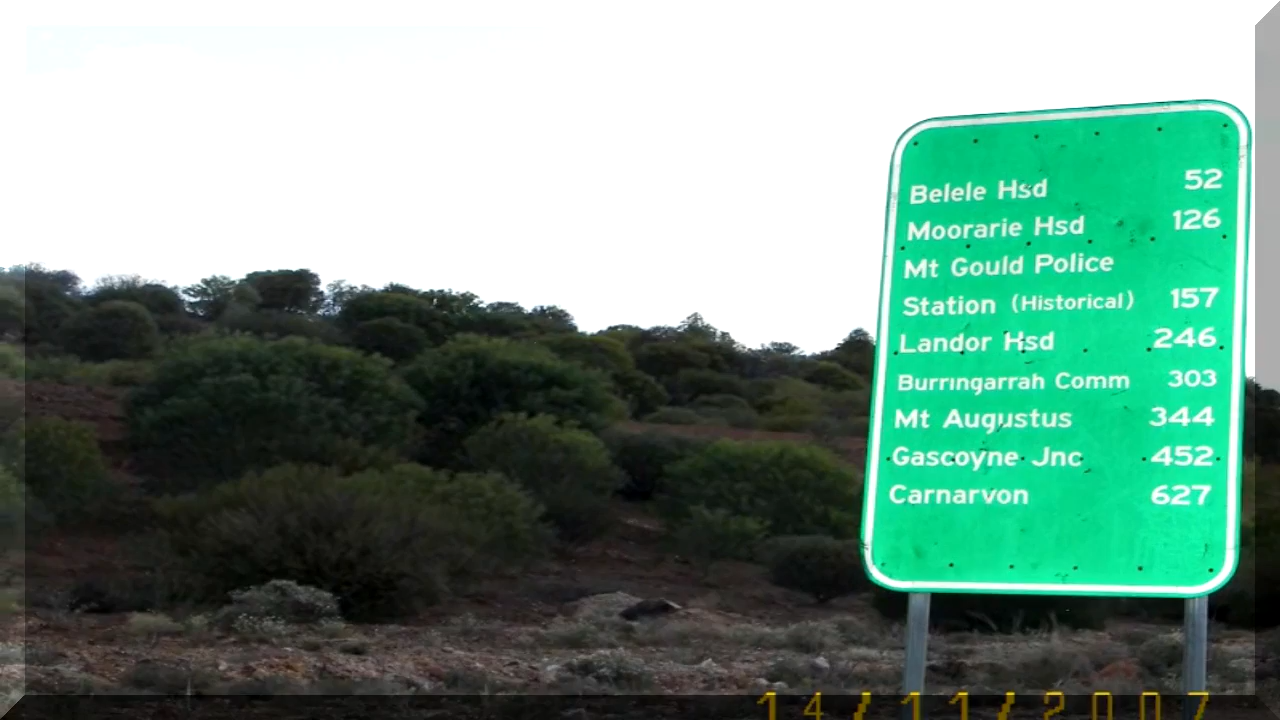 Belele Hsd 52
Moorarie Hsd 126
Mt Gould Police
Station (Historical) 157
Landor Hsd 246
Burringarrah Comm 303
Mt Augustus 344
Gascoyne Jnc 452
Carnarvon 627
14/11/2007